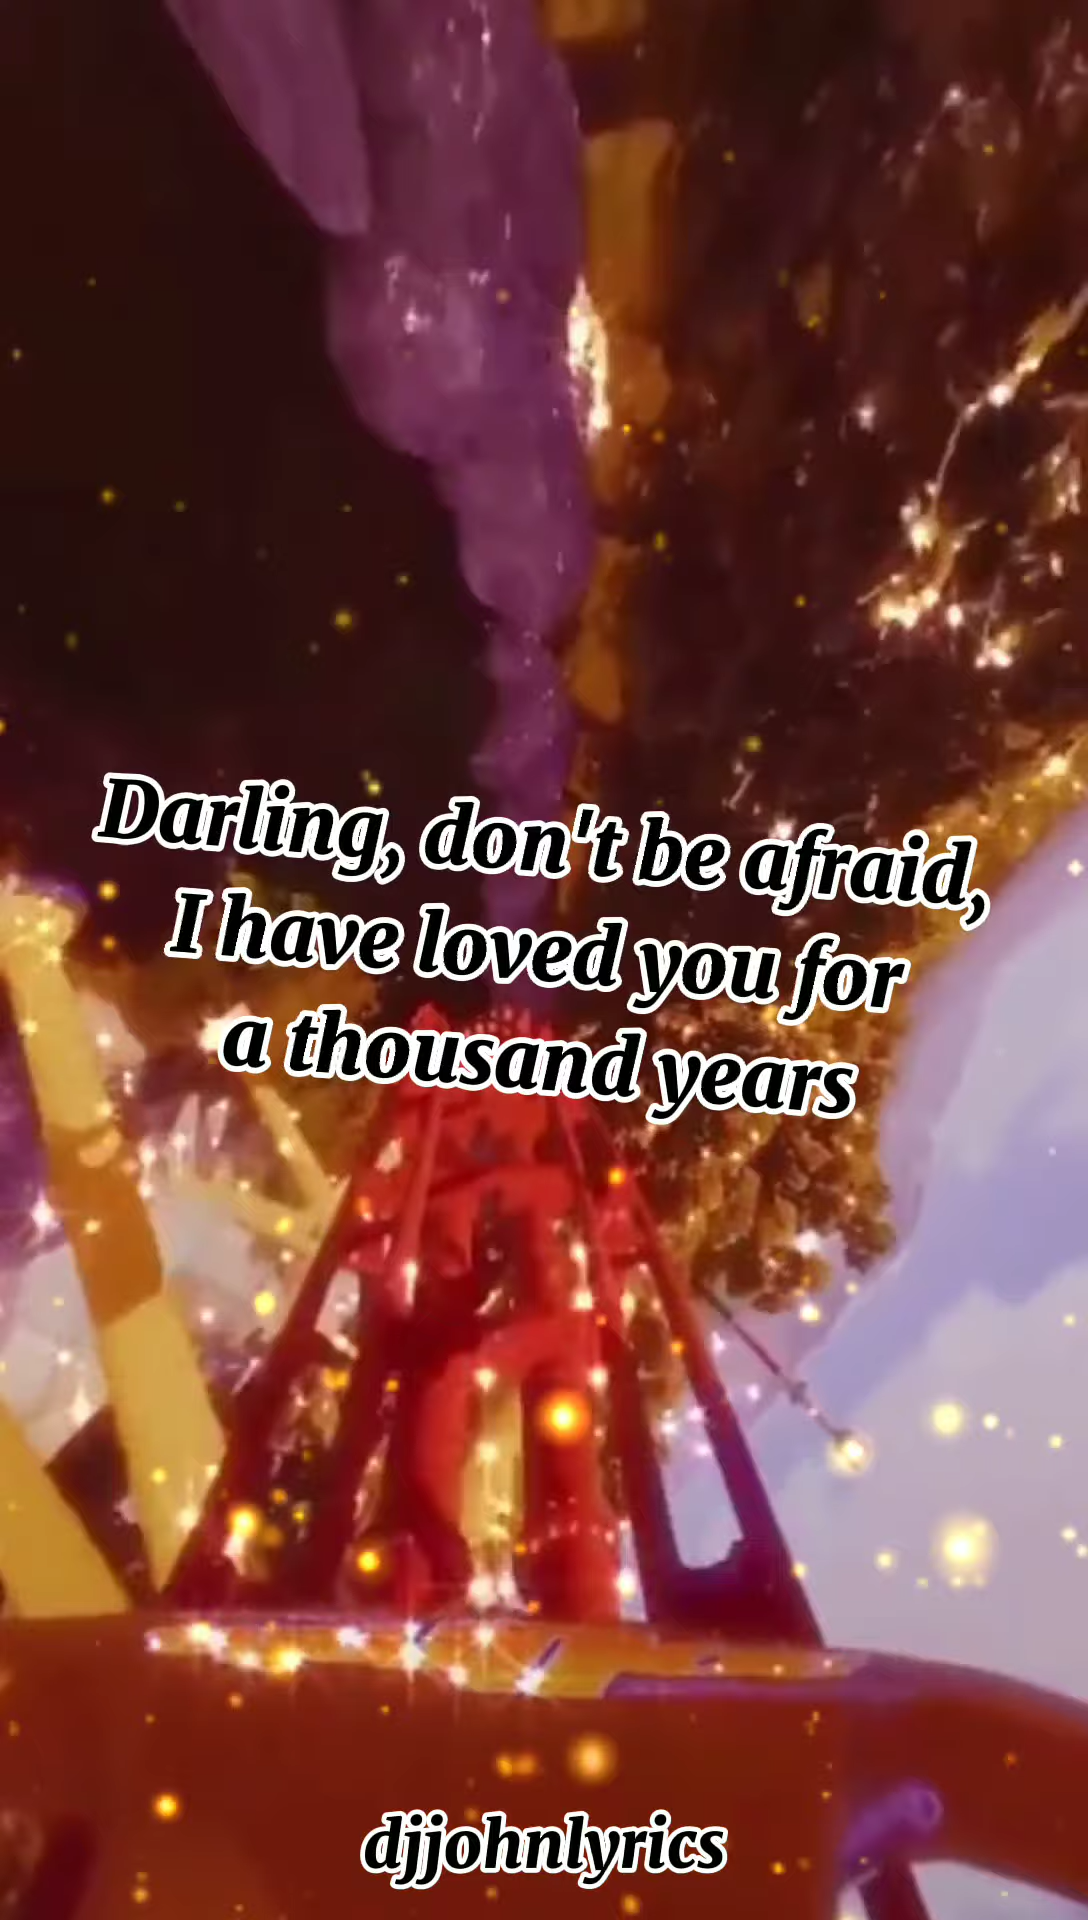 Darling, don't be afraid,
I have loved you for
a thousand years
djjohnlyrics